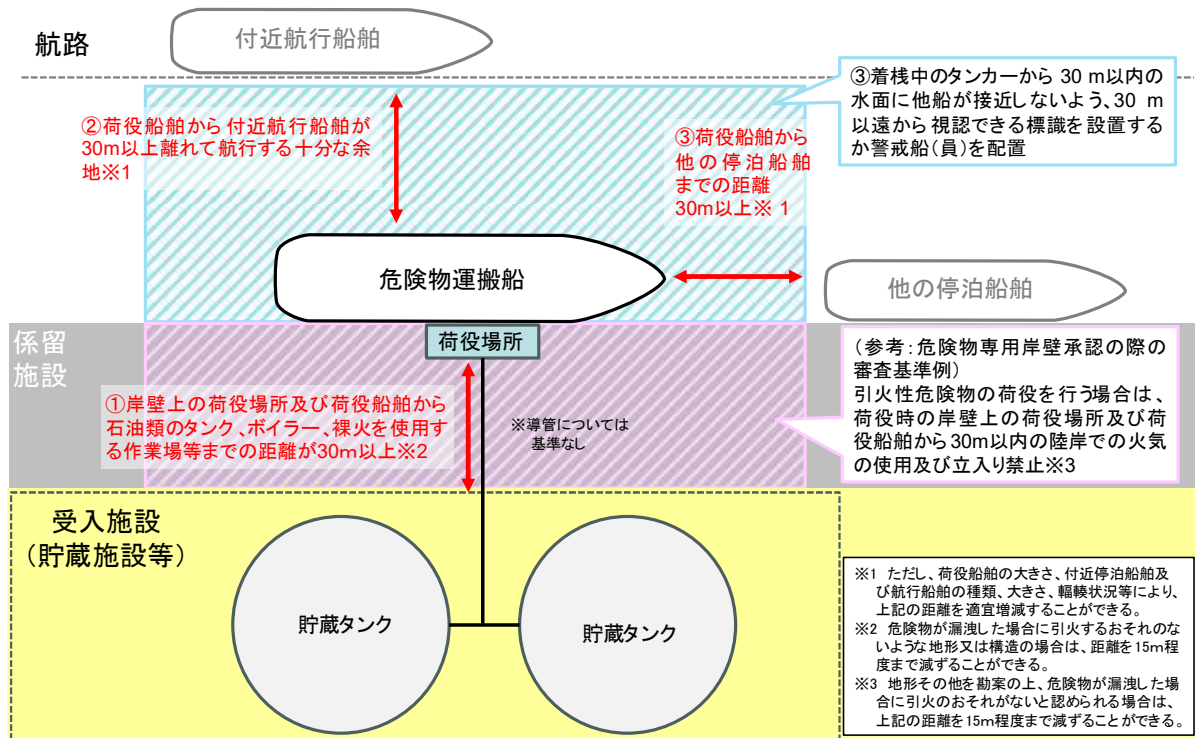 航路
付近航行船舶
③着桟中のタンカーから 30 m以内の
水面に他船が接近しないよう、30 m
以遠から視認できる標識を設置する
か警戒船(員)を配置
②荷役船舶から付近航行船舶が
30m以上離れて航行する十分な余
地※1
③荷役船舶から
他の停泊船舶
までの距離
30m以上※ 1
危険物運搬船
他の停泊船舶
係留
施設
荷役場所
①岸壁上の荷役場所及び荷役船舶から
石油類のタンク、ボイラー、裸火を使用す
る作業場等までの距離が30m以上※2
※導管については
基準なし
(参考:危険物専用岸壁承認の際の
審査基準例)
引火性危険物の荷役を行う場合は、
荷役時の岸壁上の荷役場所及び荷
役船舶から30m以内の陸岸での火気
の使用及び立入り禁止※3
受入施設
(貯蔵施設等)
貯蔵タンク
貯蔵タンク
※1 ただし、荷役船舶の大きさ、付近停泊船舶及
び航行船舶の種類、大きさ、輻輳状況等により、
上記の距離を適宜増減することができる。
※2 危険物が漏洩した場合に引火するおそれのな
いような地形又は構造の場合は、距離を15m程
度まで減ずることができる。
※3 地形その他を勘案の上、危険物が漏洩した場
合に引火のおそれがないと認められる場合は、
上記の距離を15m程度まで減ずることができる。